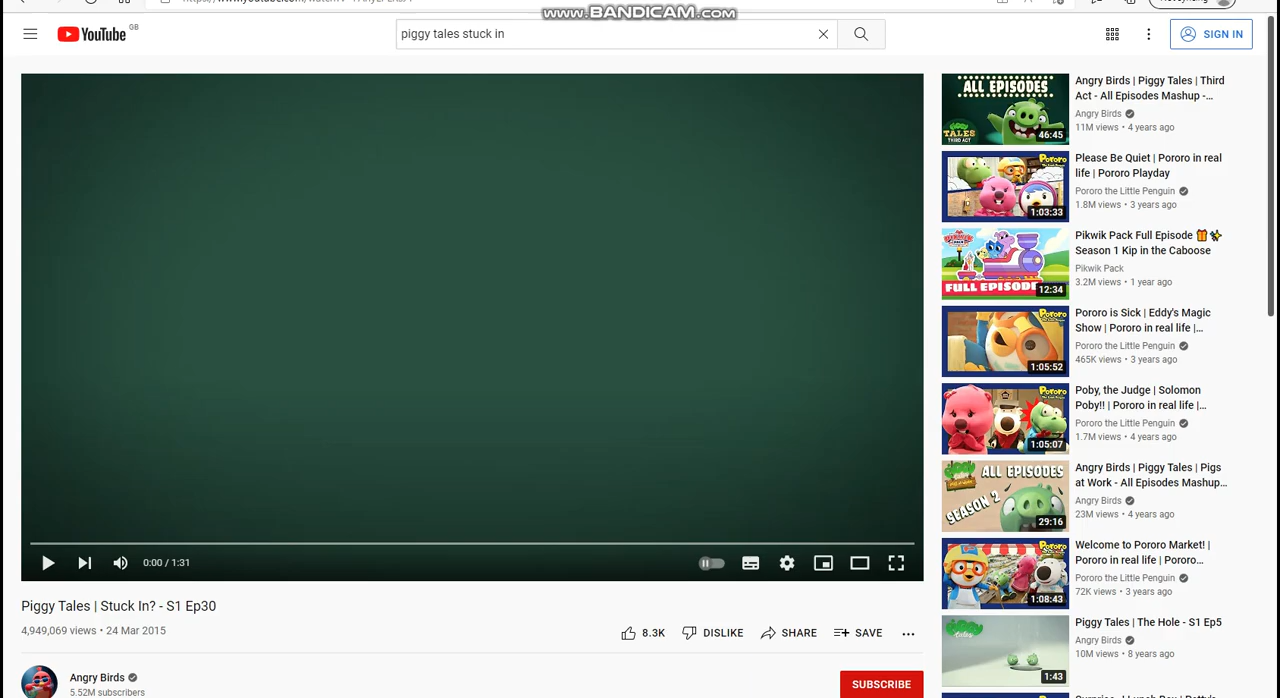 www.BANDICAM.com
YouTube GB
piggy tales stuck in
SIGN IN
0:00 / 1:31
Piggy Tales | Stuck In? - S1 Ep30
4,949,069 views • 24 Mar 2015
8.3K
DISLIKE
SHARE
SAVE
Angry Birds
5.52M subscribers
SUBSCRIBE
ALL EPISODES
TALES
THIRD ACT
46:45
Angry Birds | Piggy Tales | Third
Act - All Episodes Mashup -...
Angry Birds
11M views • 4 years ago
Pororo
1:03:33
Please Be Quiet | Pororo in real
life | Pororo Playday
Pororo the Little Penguin
1.8M views • 3 years ago
FULL EPISODE
12:34
Pikwik Pack Full Episode 🎁✨
Season 1 Kip in the Caboose
Pikwik Pack
3.2M views • 1 year ago
Pororo
1:05:52
Pororo is Sick | Eddy's Magic
Show | Pororo in real life |...
Pororo the Little Penguin
465K views • 3 years ago
Pororo
1:05:07
Poby, the Judge | Solomon
Poby!! | Pororo in real life |...
Pororo the Little Penguin
1.7M views • 4 years ago
ALL EPISODES
SEASON 2
29:16
Angry Birds | Piggy Tales | Pigs
at Work - All Episodes Mashup...
Angry Birds
23M views • 4 years ago
Pororo
1:08:43
Welcome to Pororo Market! |
Pororo in real life | Pororo...
Pororo the Little Penguin
72K views • 3 years ago
1:43
Piggy Tales | The Hole - S1 Ep5
Angry Birds
10M views • 8 years ago